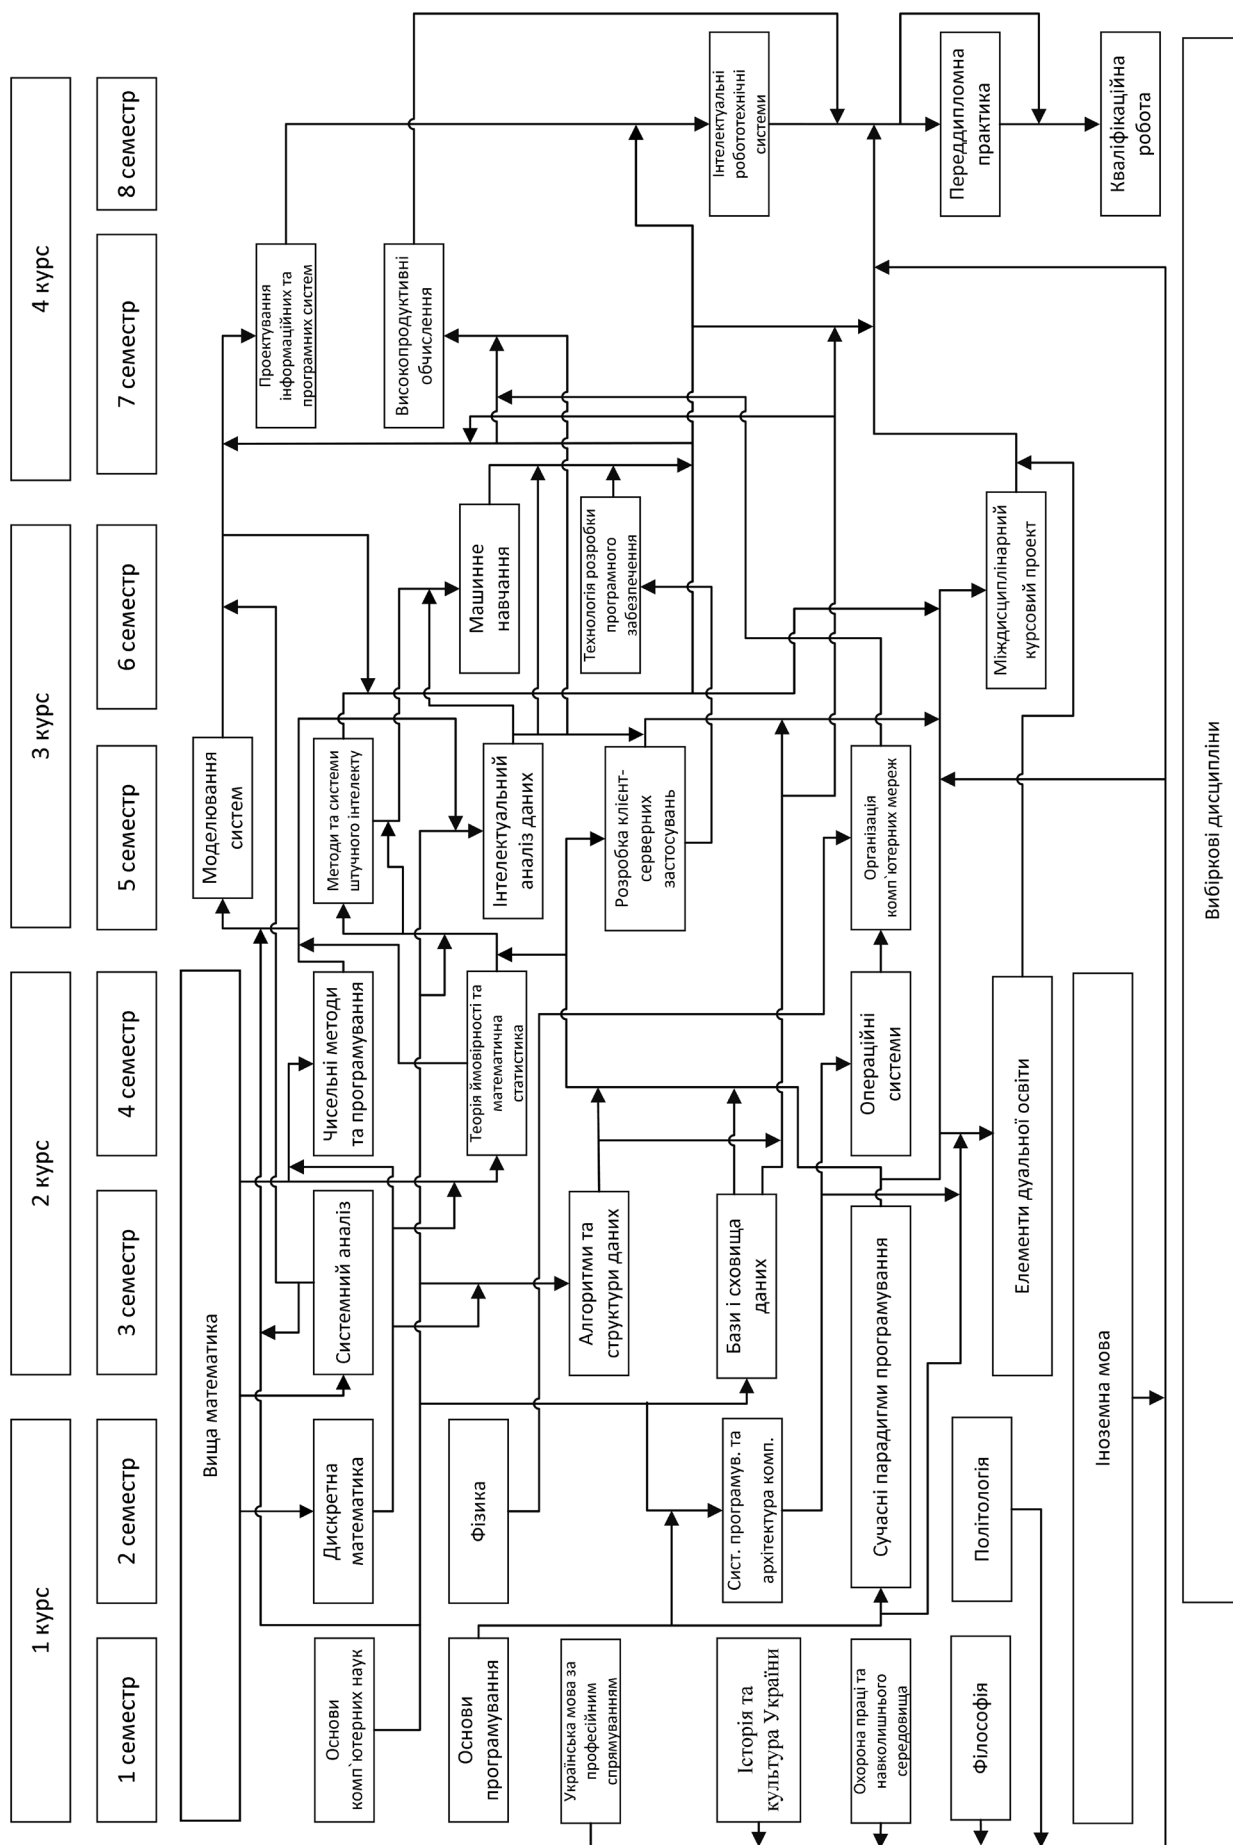 1 курс
2 курс
3 курс
4 курс
1 семестр
2 семестр
3 семестр
4 семестр
5 семестр
6 семестр
7 семестр
8 семестр
Вища математика
Моделювання
систем
Проектування
інформаційних та
програмних систем
Основи
комп`ютерних наук
Дискретна
математика
Системний аналіз
Чисельні методи
та програмування
Методи та системи
штучного інтелекту
Високопродуктивні
обчислення
Основи
програмування
Фізика
Теорія ймовірності та
математична
статистика
Інтелектуальний
аналіз даних
Машинне
навчання
Українська мова за
професійним
спрямуванням
Алгоритми та
структури даних
Розробка клієнт-
серверних
застосувань
Технологія розробки
програмного
забезпечення
Інтелектуальні
робототехнічні
системи
Історія та
культура України
Сист. програмув. та
архітектура комп.
Бази і сховища
даних
Охорона праці та
навколишнього
середовища
Сучасні парадигми програмування
Операційні
системи
Організація
комп`ютерних мереж
Філософія
Політологія
Елементи дуальної освіти
Міждисциплінарний
курсовий проект
Переддипломна
практика
Іноземна мова
Кваліфікаційна
робота
Вибіркові дисципліни